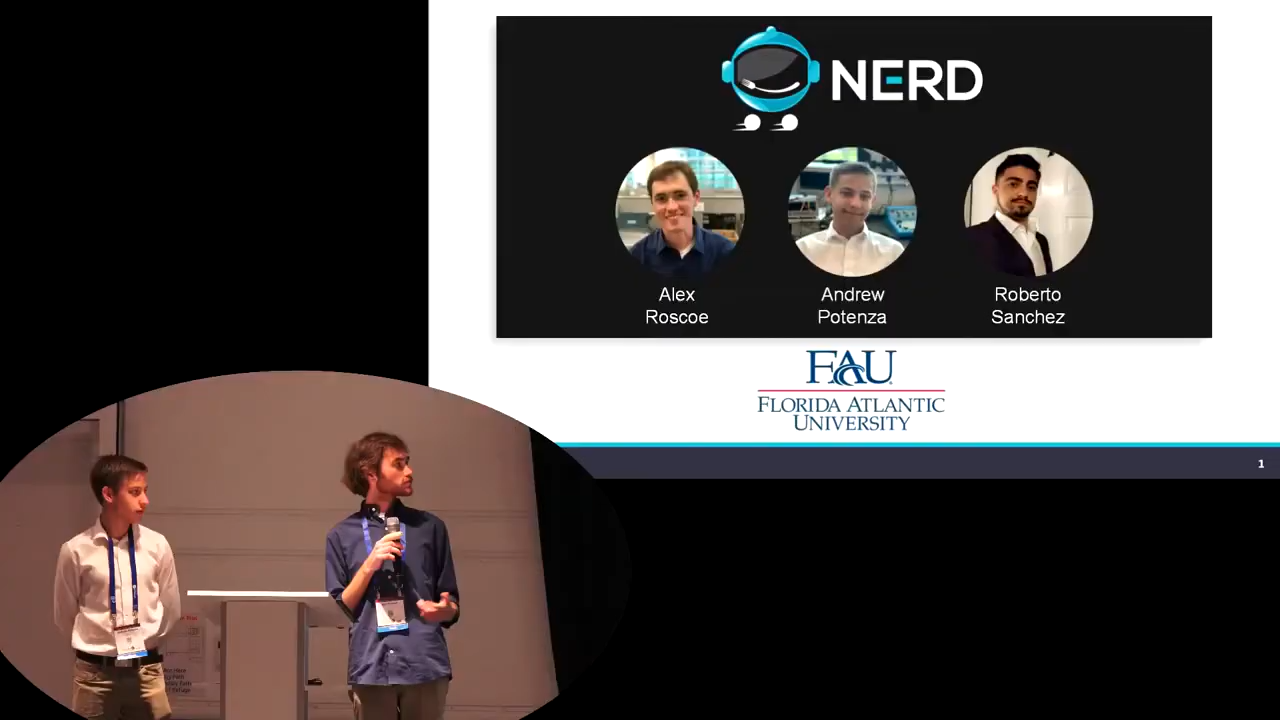 NERD
Alex
Roscoe
Andrew
Potenza
Roberto
Sanchez
FAU
FLORIDA ATLANTIC
UNIVERSITY
1